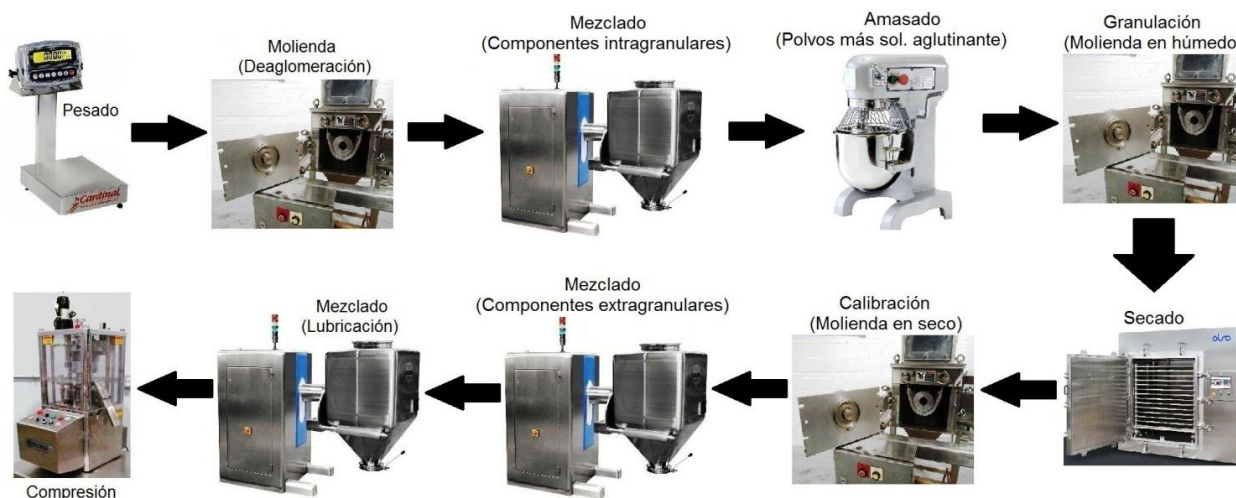 Pesado
Cardinal
Molienda
(Deaglomeración)
Mezclado
(Componentes intragranulares)
Amasado
(Polvos más sol. aglutinante)
Granulación
(Molienda en húmedo)
Secado
Calibración
(Molienda en seco)
Mezclado
(Componentes extragranulares)
Mezclado
(Lubricación)
Compresión